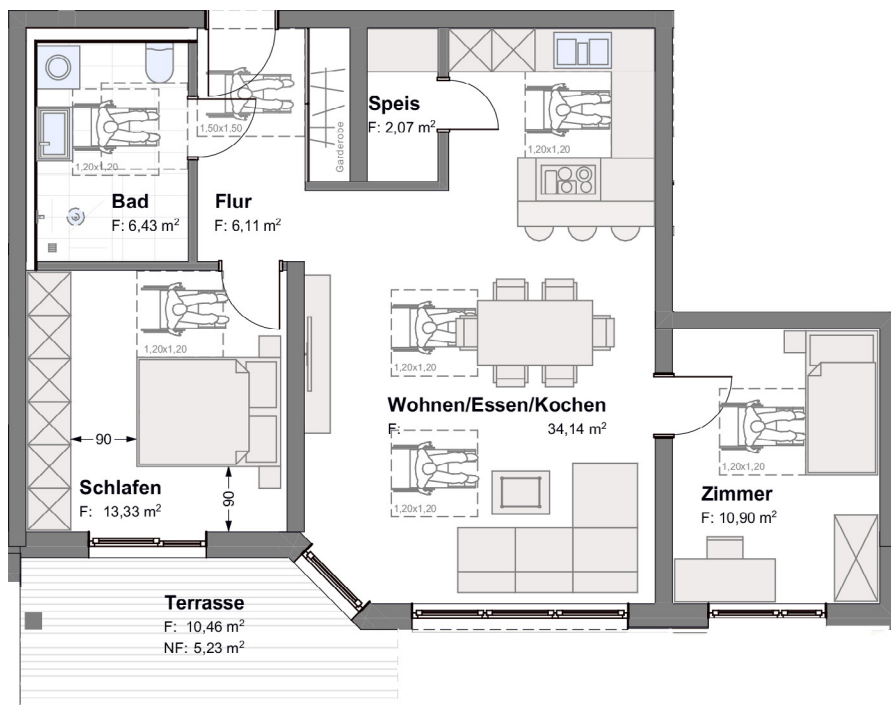 1,50x1,50
Garderobe
Speis
F: 2,07 m²
1,20x1,20
1,20x1,20
Bad
F: 6,43 m²
Flur
F: 6,11 m²
1,20x1,20
1,20x1,20
Wohnen/Essen/Kochen
F: 34,14 m²
90
90
Schlafen
F: 13,33 m²
1,20x1,20
1,20x1,20
Zimmer
F: 10,90 m²
Terrasse
F: 10,46 m²
NF: 5,23 m²